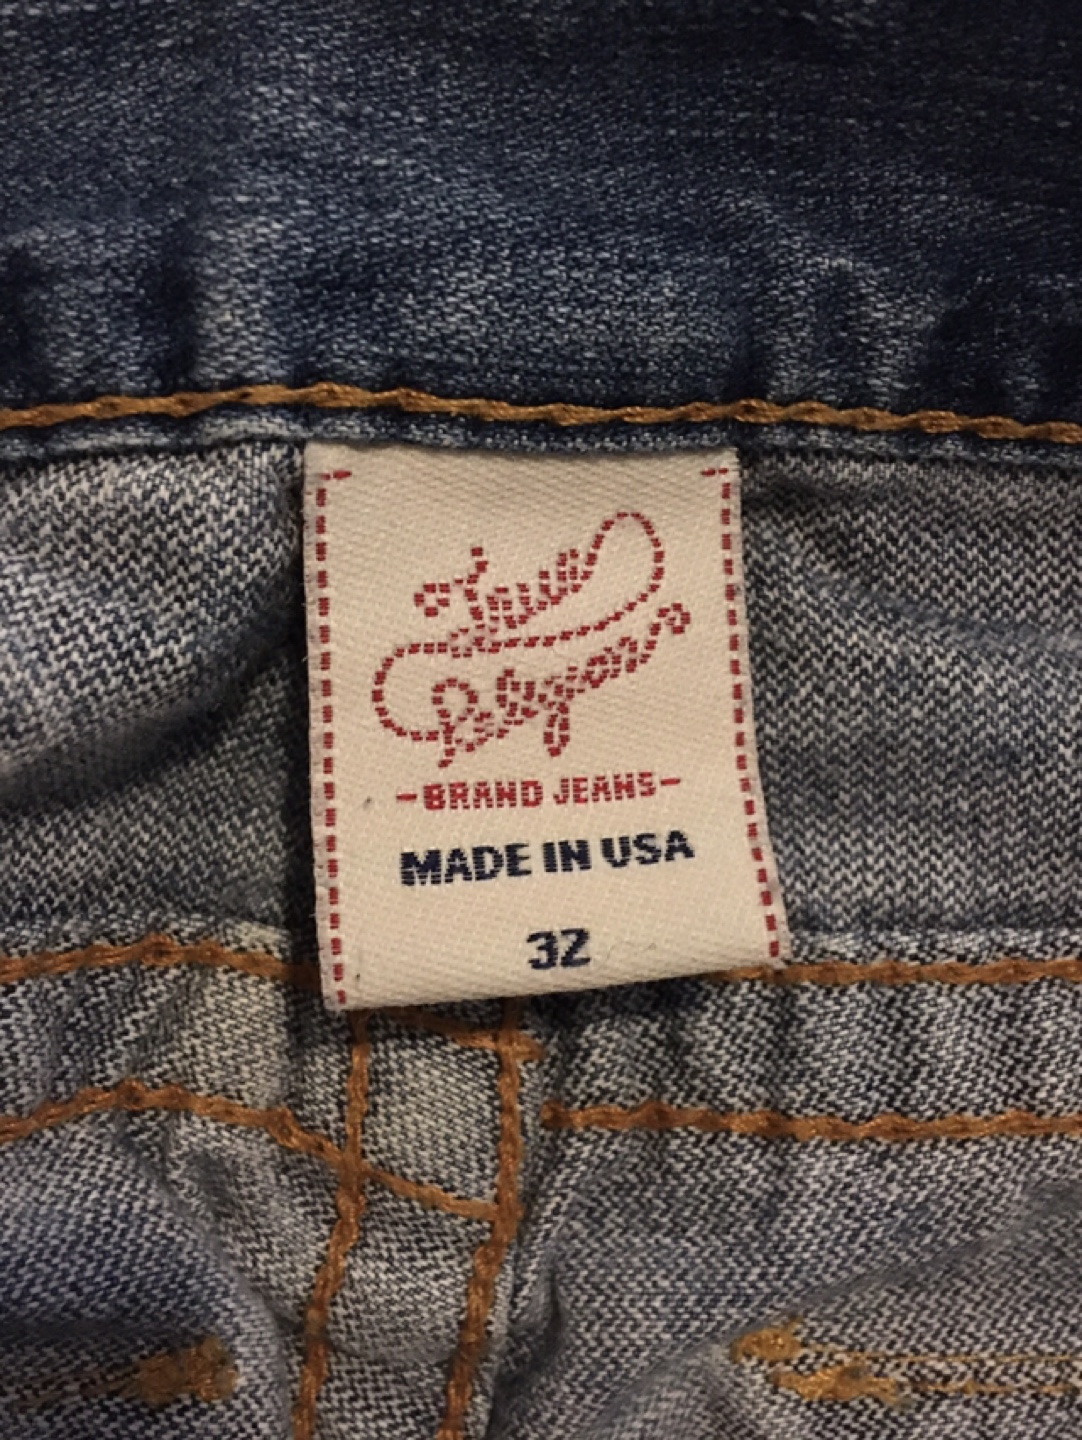 True
Religion
-BRAND JEANS-
MADE IN USA
32